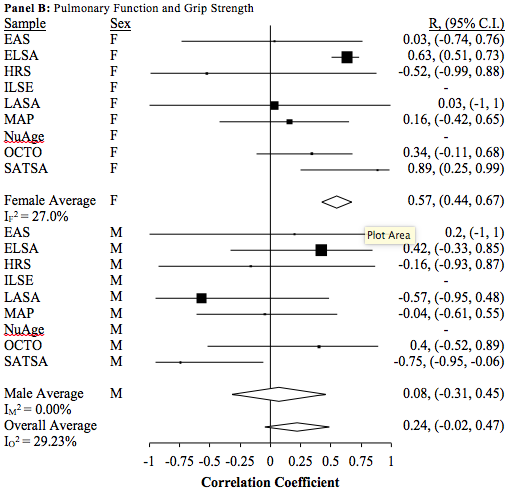 Panel B: Pulmonary Function and Grip Strength
Sample Sex R, (95% C.I.)
EAS F 0.03, (-0.74, 0.76)
ELSA F 0.63, (0.51, 0.73)
HRS F -0.52, (-0.99, 0.88)
ILSE F -
LASA F 0.03, (-1, 1)
MAP F 0.16, (-0.42, 0.65)
NuAge F -
OCTO F 0.34, (-0.11, 0.68)
SATSA F 0.89, (0.25, 0.99)
Female Average F 0.57, (0.44, 0.67)
IF² = 27.0%
EAS M 0.2, (-1, 1)
Plot Area
ELSA M 0.42, (-0.33, 0.85)
HRS M -0.16, (-0.93, 0.87)
ILSE M -
LASA M -0.57, (-0.95, 0.48)
MAP M -0.04, (-0.61, 0.55)
NuAge M -
OCTO M 0.4, (-0.52, 0.89)
SATSA M -0.75, (-0.95, -0.06)
Male Average M 0.08, (-0.31, 0.45)
IM² = 0.00%
Overall Average 0.24, (-0.02, 0.47)
IO² = 29.23%
-1 -0.75 -0.5 -0.25 0 0.25 0.5 0.75 1
Correlation Coefficient